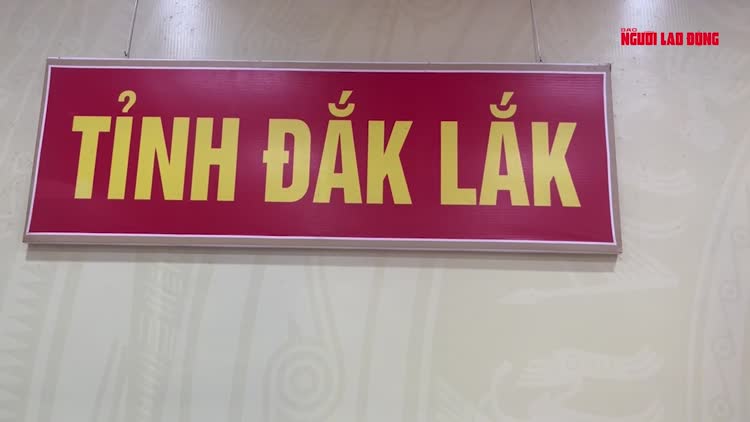 BÁO
NGƯỜI LAO ĐỘNG
TỈNH ĐẮK LẮK